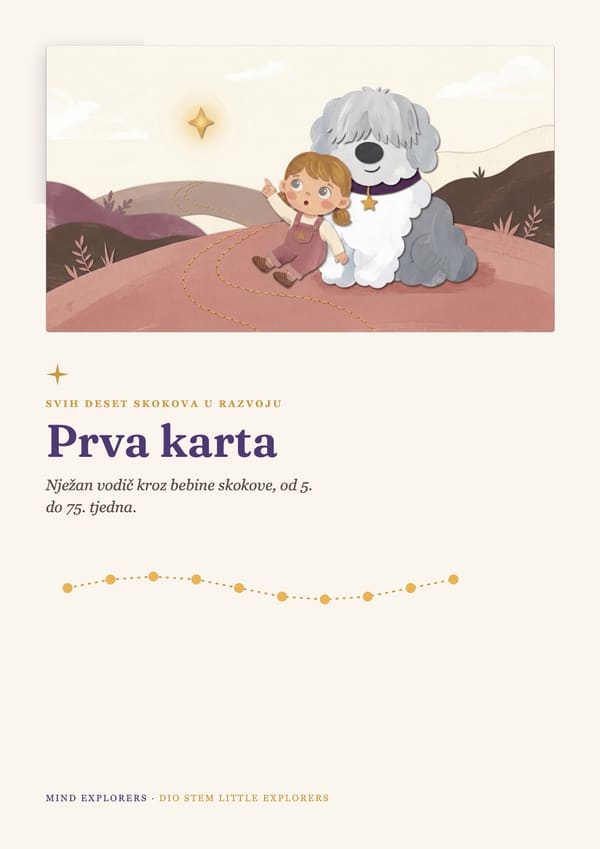 SVIH DESET SKOKOVA U RAZVOJU
Prva karta
Nježan vodič kroz bebine skokove, od 5.
do 75. tjedna.
MIND EXPLORERS · DIO STEM LITTLE EXPLORERS